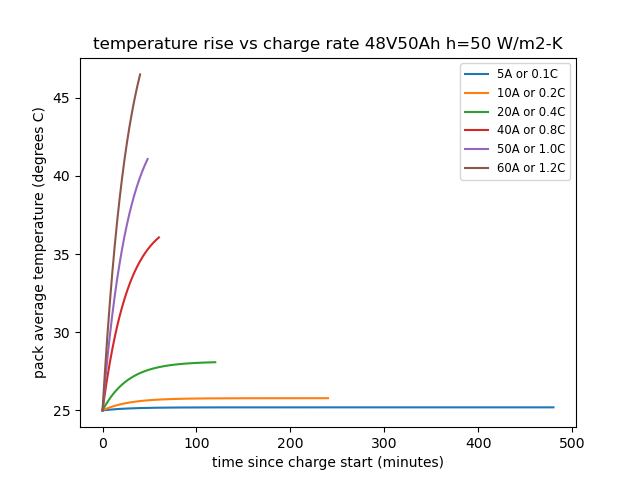 temperature rise vs charge rate 48V50Ah h=50 W/m2-K
5A or 0.1C
10A or 0.2C
20A or 0.4C
40A or 0.8C
50A or 1.0C
60A or 1.2C
pack average temperature (degrees C)
45
40
35
30
25
0 100 200 300 400 500
time since charge start (minutes)